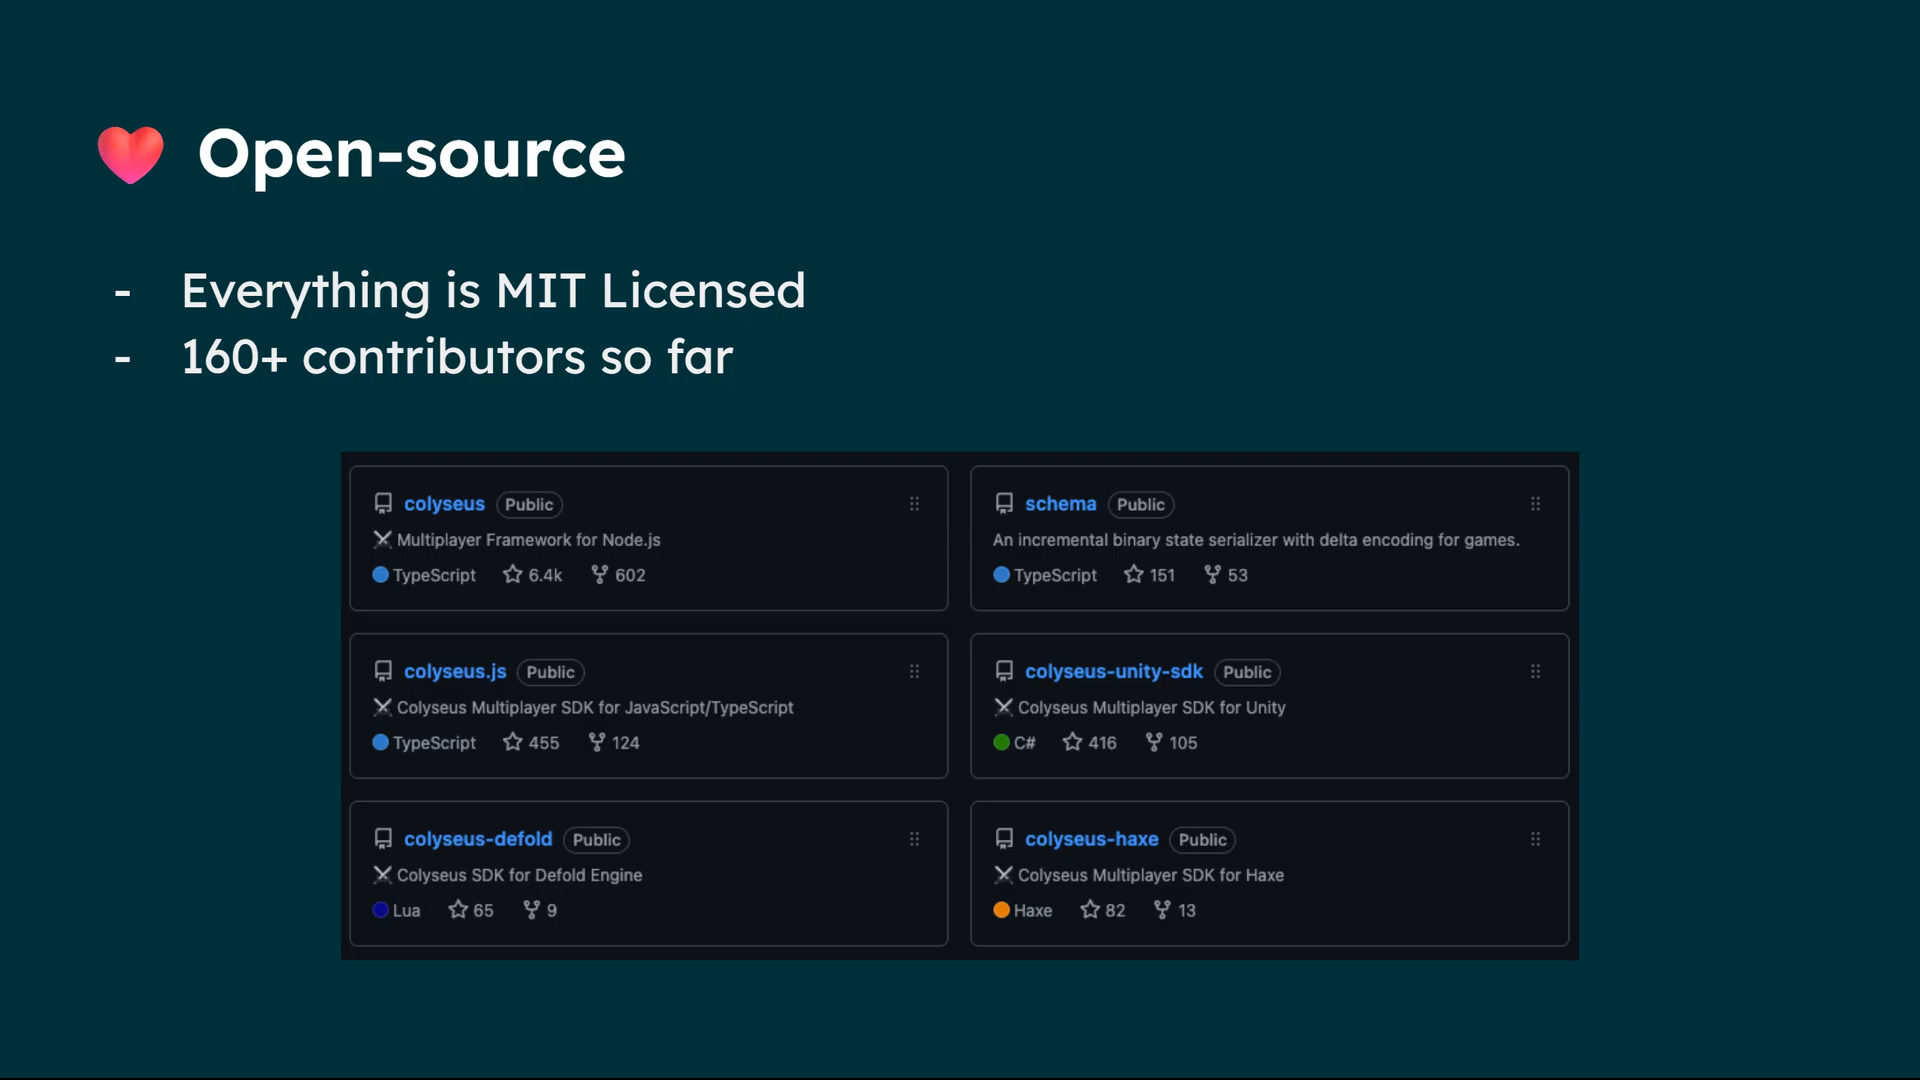 Open-source
- Everything is MIT Licensed
- 160+ contributors so far
colyseus Public
Multiplayer Framework for Node.js
TypeScript 6.4k 602
schema Public
An incremental binary state serializer with delta encoding for games.
TypeScript 151 53
colyseus.js Public
Colyseus Multiplayer SDK for JavaScript/TypeScript
TypeScript 455 124
colyseus-unity-sdk Public
Colyseus Multiplayer SDK for Unity
C# 416 105
colyseus-defold Public
Colyseus SDK for Defold Engine
Lua 65 9
colyseus-haxe Public
Colyseus Multiplayer SDK for Haxe
Haxe 82 13